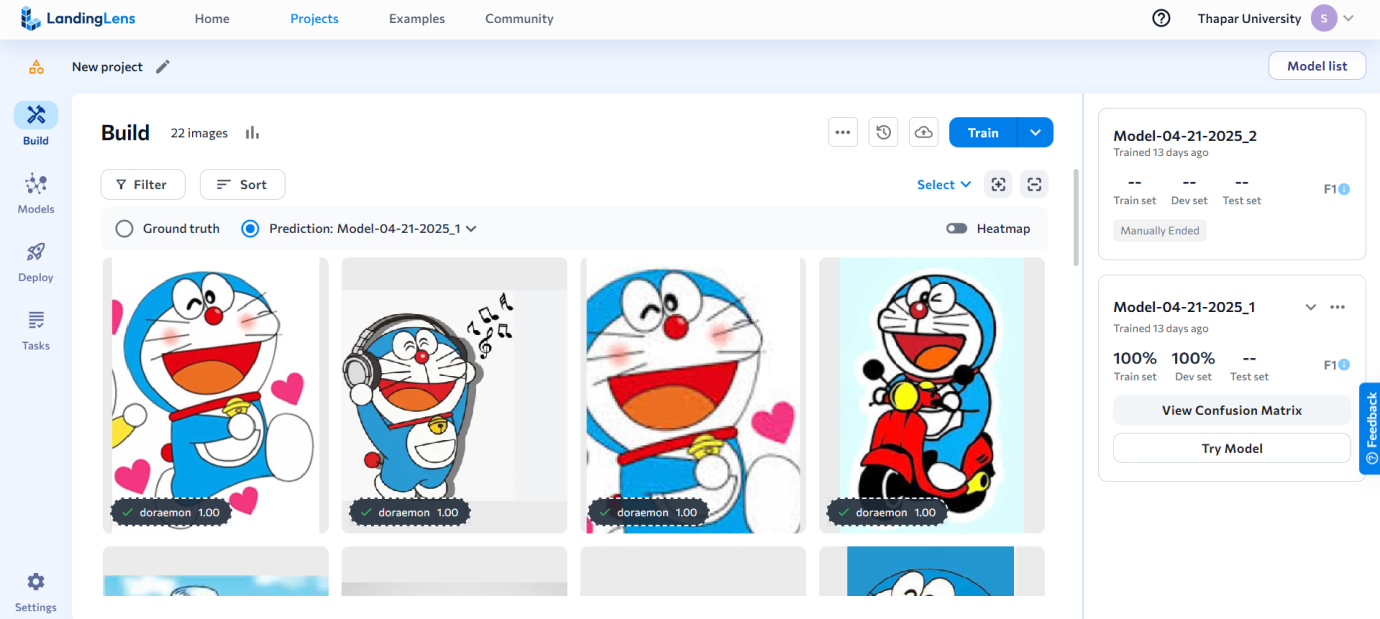 LandingLens
Home
Projects
Examples
Community
Thapar University
S
New project
Model list
Build
Models
Deploy
Tasks
Settings
Build
22 images
Train
Filter
Sort
Select
Ground truth
Prediction: Model-04-21-2025_1
Heatmap
doraemon 1.00
doraemon 1.00
doraemon 1.00
doraemon 1.00
Model-04-21-2025_2
Trained 13 days ago
-- -- --
Train set Dev set Test set
F1
Manually Ended
Model-04-21-2025_1
Trained 13 days ago
100% 100% --
Train set Dev set Test set
F1
View Confusion Matrix
Try Model
Feedback